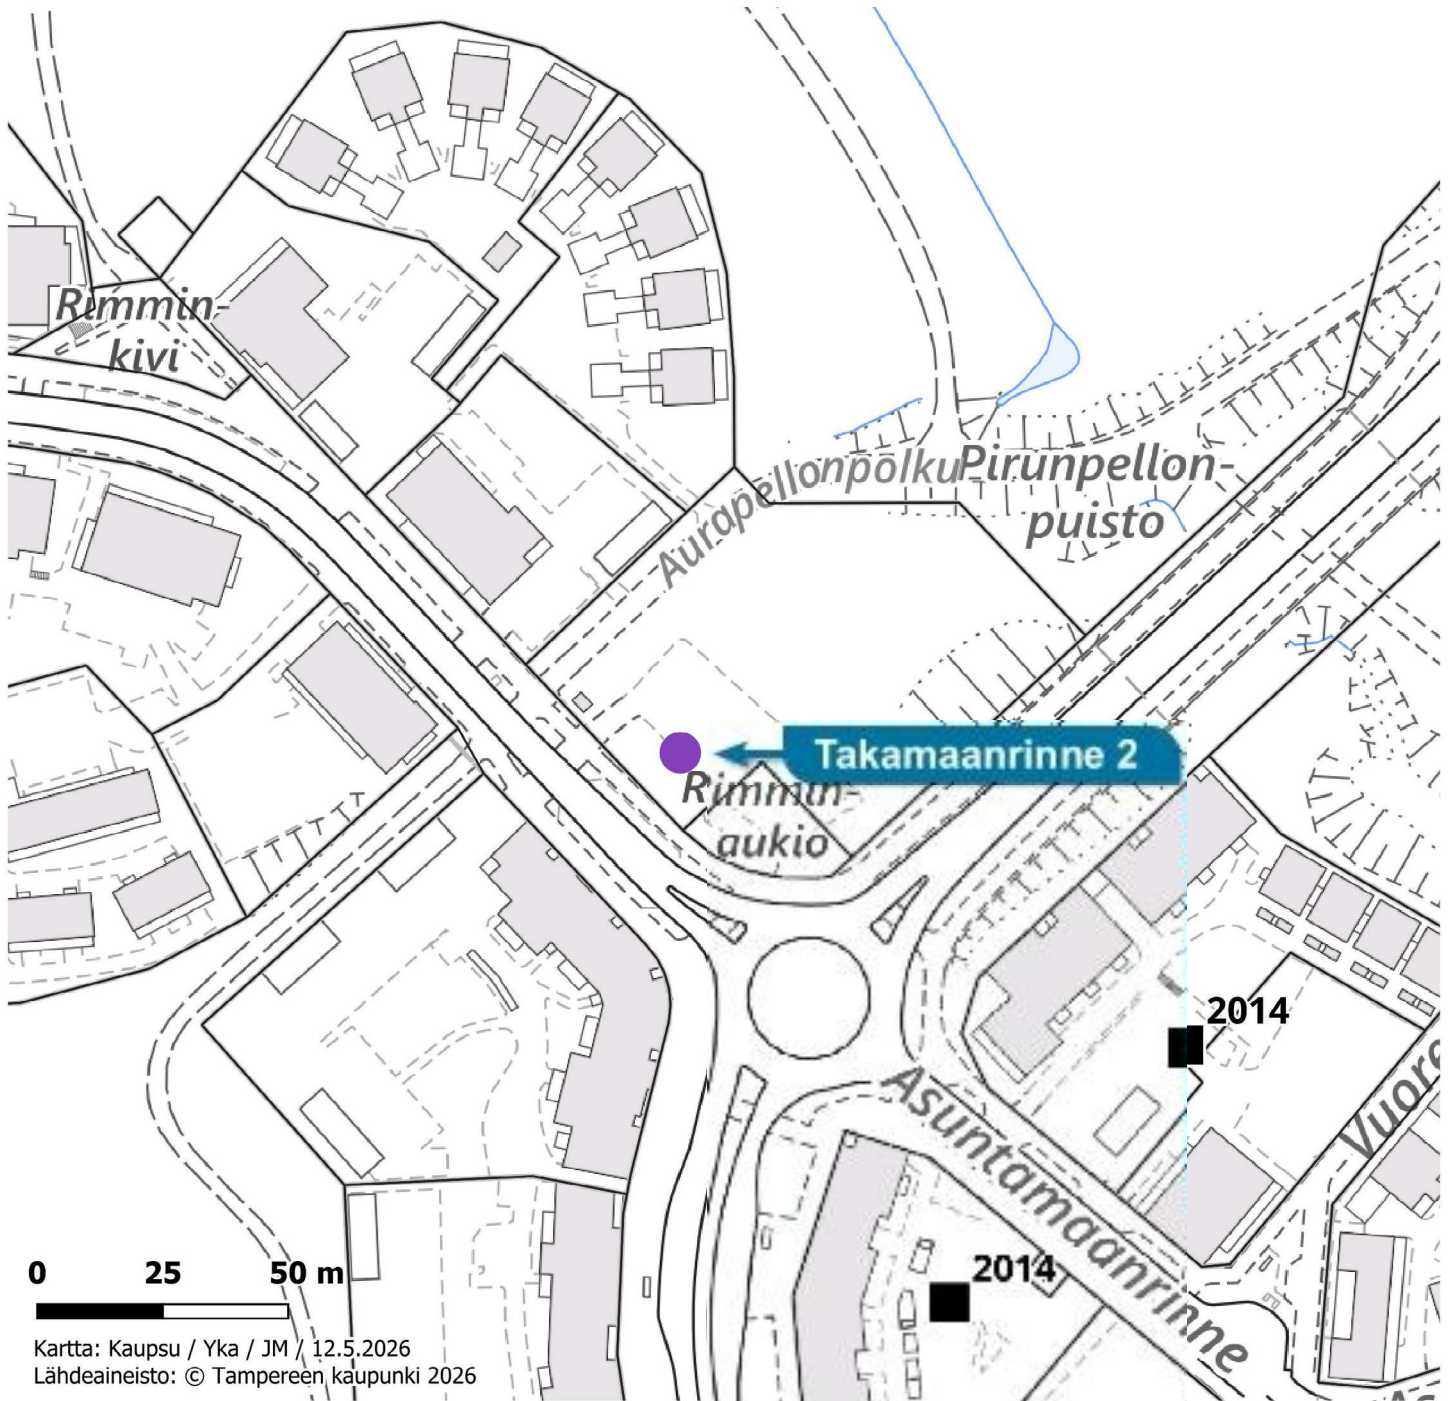 Rimmin-
kivi
Aurapellonpolku
Pirunpellon-
puisto
Takamaanrinne 2
Rimmin-
aukio
2014
Asuntamaanrinne
2014
0 25 50 m
Kartta: Kaupsu / Yka / JM / 12.5.2026
Lähdeaineisto: © Tampereen kaupunki 2026